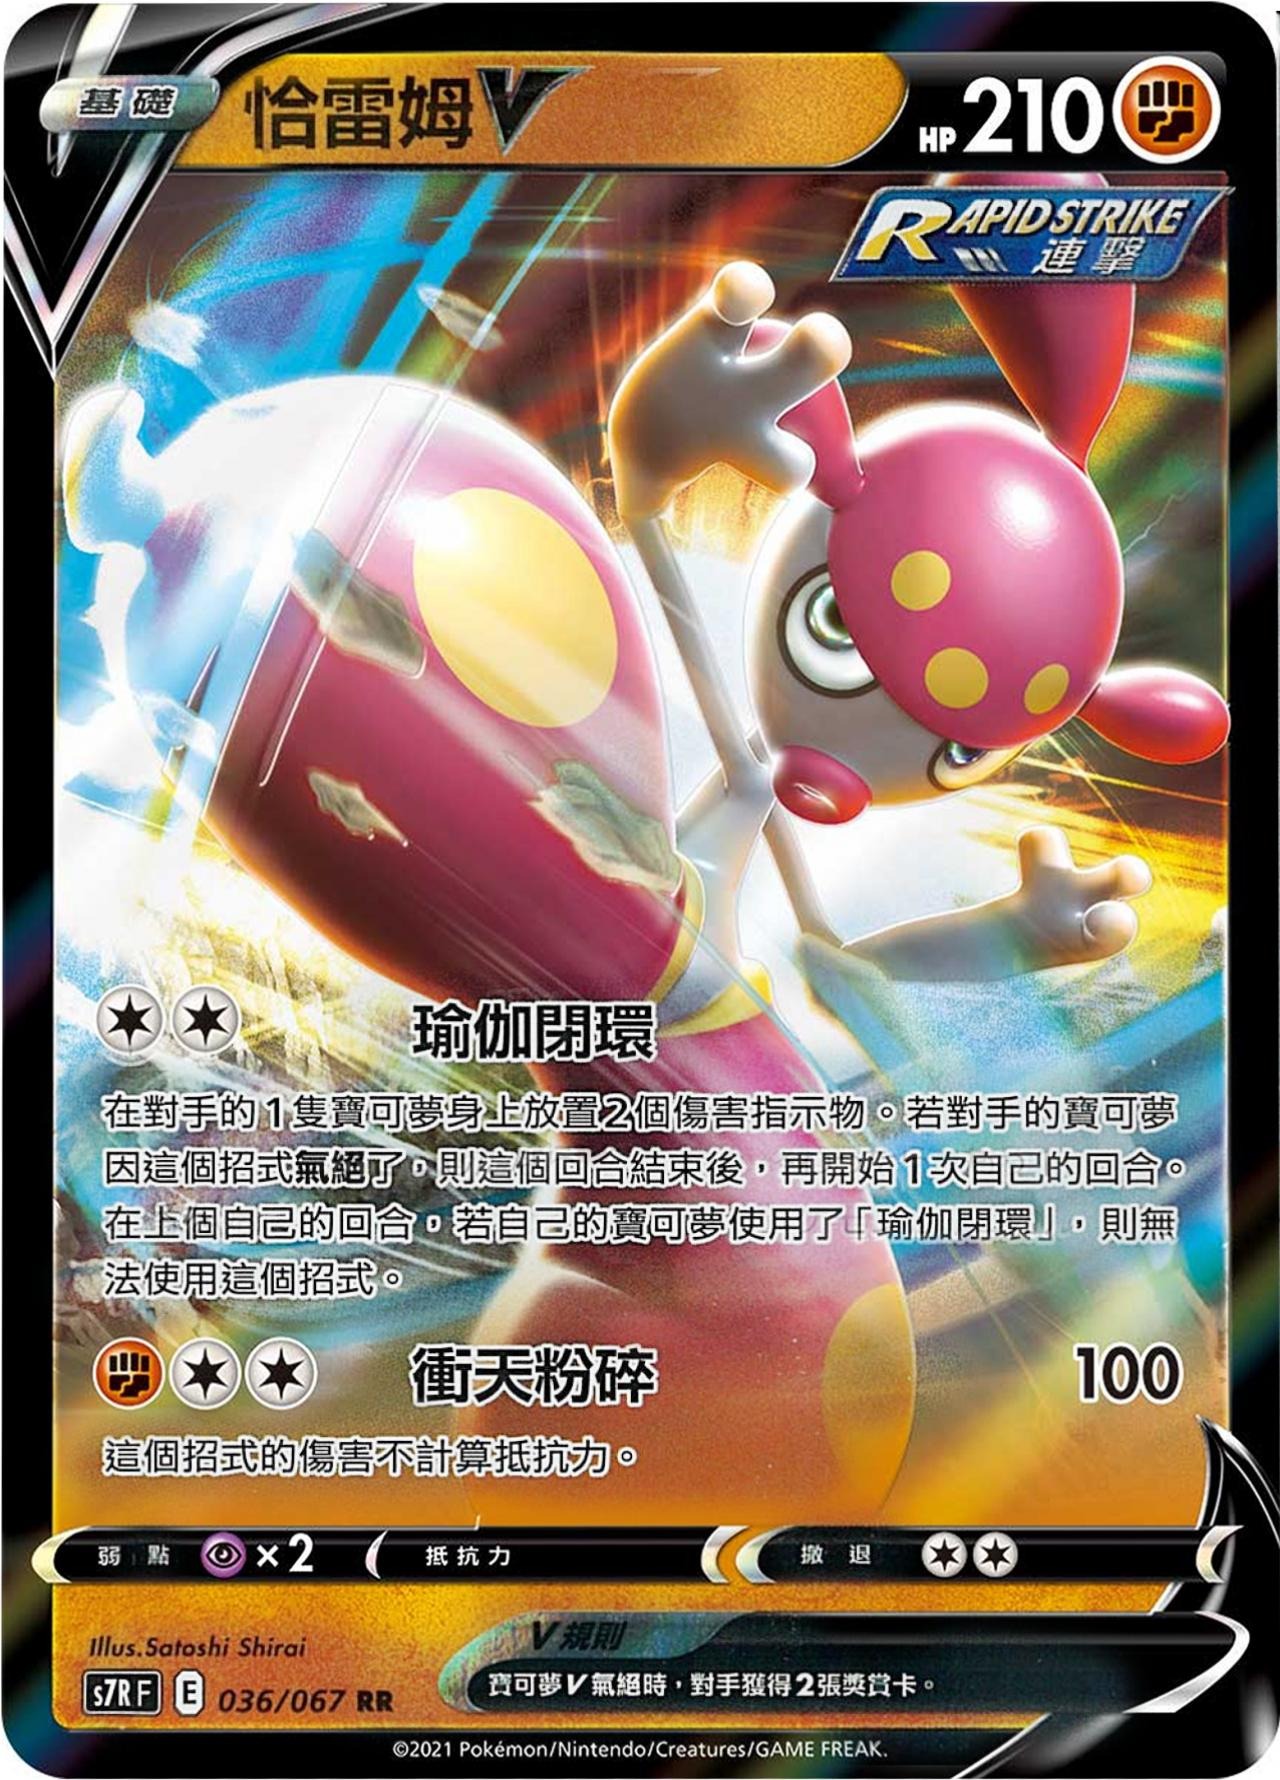 基礎
恰雷姆V
HP 210
RAPID STRIKE
連擊
瑜伽閉環
在對手的1隻寶可夢身上放置2個傷害指示物。若對手的寶可夢
因這個招式氣絕了，則這個回合結束後，再開始1次自己的回合。
在上個自己的回合，若自己的寶可夢使用了「瑜伽閉環」，則無
法使用這個招式。
衝天粉碎 100
這個招式的傷害不計算抵抗力。
弱點 ×2 抵抗力 撤退
Illus.Satoshi Shirai
V規則
s7R F E 036/067 RR
寶可夢V氣絕時，對手獲得2張獎賞卡。
©2021 Pokémon/Nintendo/Creatures/GAME FREAK.